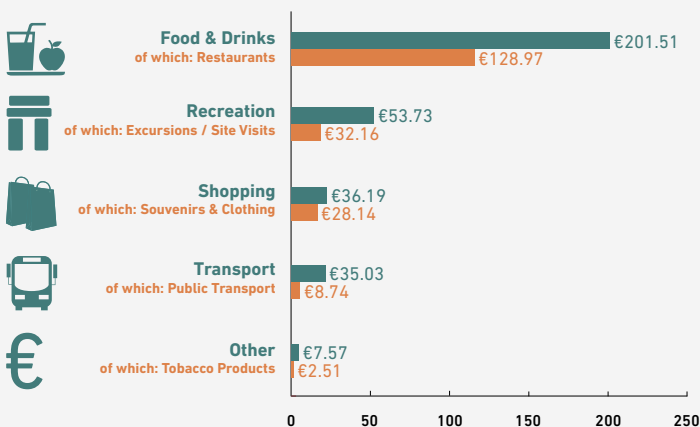 Food & Drinks
of which: Restaurants
€201.51
€128.97
Recreation
of which: Excursions / Site Visits
€53.73
€32.16
Shopping
of which: Souvenirs & Clothing
€36.19
€28.14
Transport
of which: Public Transport
€35.03
€8.74
€
Other
of which: Tobacco Products
€7.57
€2.51
0 50 100 150 200 250